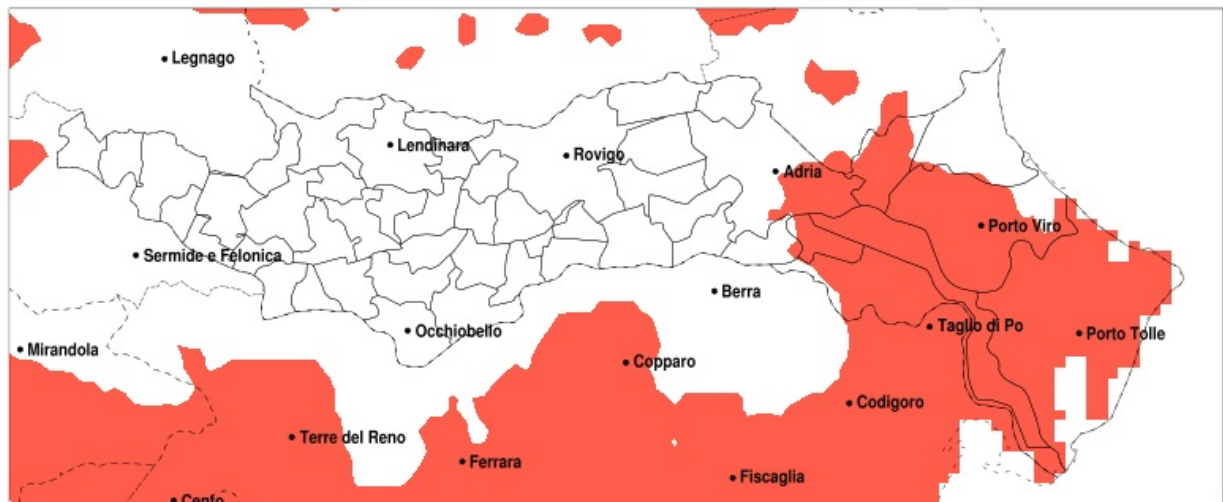 Legnago
Lendinara
Rovigo
Adria
Porto Viro
Sermide e Felonica
Berra
Occhiobello
Taglio di Po
Porto Tolle
Mirandola
Copparo
Codigoro
Terre del Reno
Ferrara
Fiscaglia
Cento